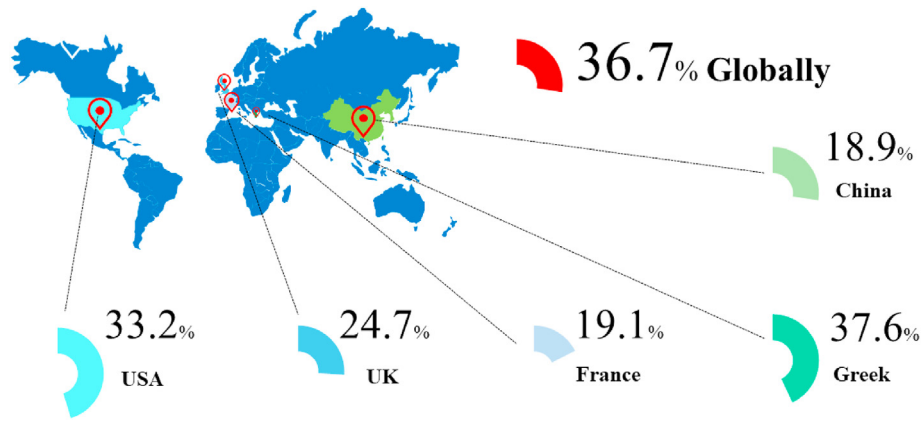 36.7% Globally
18.9%
China
33.2%
USA
24.7%
UK
19.1%
France
37.6%
Greek